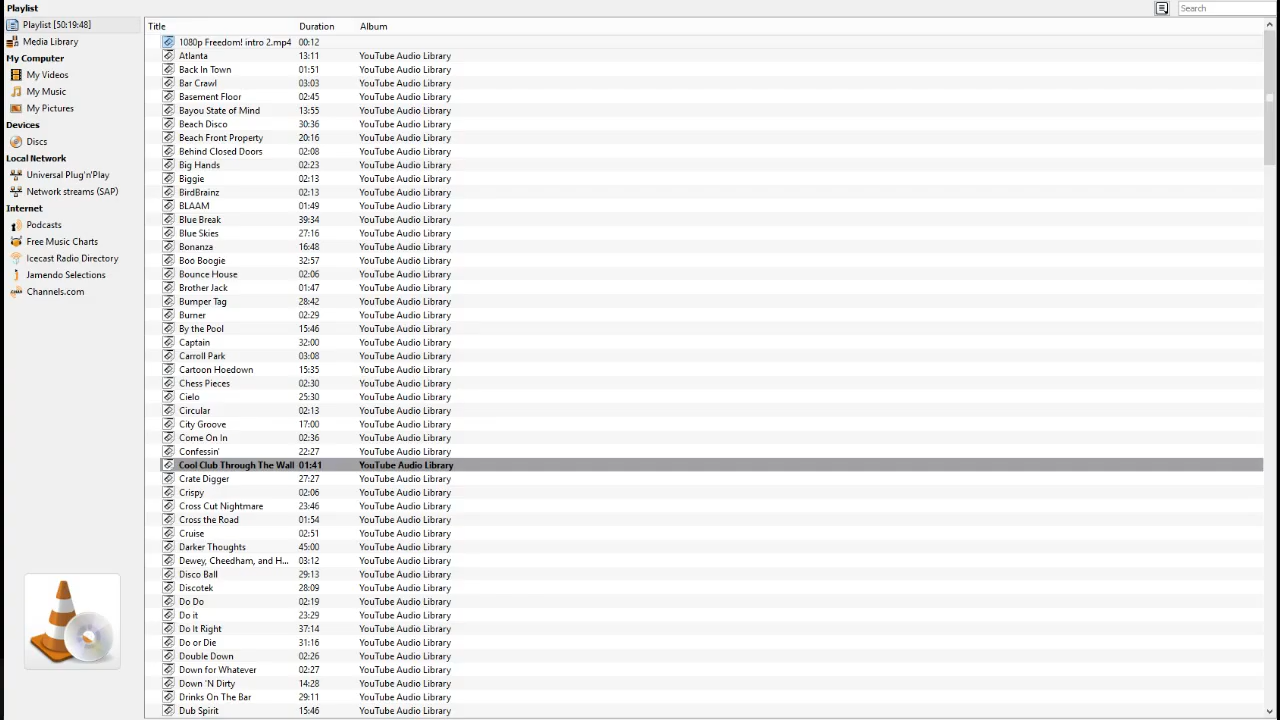 Playlist
Search
Playlist [50:19:48]
Media Library
My Computer
My Videos
My Music
My Pictures
Devices
Discs
Local Network
Universal Plug'n'Play
Network streams (SAP)
Internet
Podcasts
Free Music Charts
Icecast Radio Directory
Jamendo Selections
Channels.com
Title Duration Album
1080p Freedom! intro 2.mp4 00:12
Atlanta 13:11 YouTube Audio Library
Back In Town 01:51 YouTube Audio Library
Bar Crawl 03:03 YouTube Audio Library
Basement Floor 02:45 YouTube Audio Library
Bayou State of Mind 13:55 YouTube Audio Library
Beach Disco 30:36 YouTube Audio Library
Beach Front Property 20:16 YouTube Audio Library
Behind Closed Doors 02:08 YouTube Audio Library
Big Hands 02:23 YouTube Audio Library
Biggie 02:13 YouTube Audio Library
BirdBrainz 02:13 YouTube Audio Library
BLAAM 01:49 YouTube Audio Library
Blue Break 39:34 YouTube Audio Library
Blue Skies 27:16 YouTube Audio Library
Bonanza 16:48 YouTube Audio Library
Boo Boogie 32:57 YouTube Audio Library
Bounce House 02:06 YouTube Audio Library
Brother Jack 01:47 YouTube Audio Library
Bumper Tag 28:42 YouTube Audio Library
Burner 02:29 YouTube Audio Library
By the Pool 15:46 YouTube Audio Library
Captain 32:00 YouTube Audio Library
Carroll Park 03:08 YouTube Audio Library
Cartoon Hoedown 15:35 YouTube Audio Library
Chess Pieces 02:30 YouTube Audio Library
Cielo 25:30 YouTube Audio Library
Circular 02:13 YouTube Audio Library
City Groove 17:00 YouTube Audio Library
Come On In 02:36 YouTube Audio Library
Confessin' 22:27 YouTube Audio Library
Cool Club Through The Wall 01:41 YouTube Audio Library
Crate Digger 27:27 YouTube Audio Library
Crispy 02:06 YouTube Audio Library
Cross Cut Nightmare 23:46 YouTube Audio Library
Cross the Road 01:54 YouTube Audio Library
Cruise 02:51 YouTube Audio Library
Darker Thoughts 45:00 YouTube Audio Library
Dewey, Cheedham, and H... 03:12 YouTube Audio Library
Disco Ball 29:13 YouTube Audio Library
Discotek 28:09 YouTube Audio Library
Do Do 02:19 YouTube Audio Library
Do it 23:29 YouTube Audio Library
Do It Right 37:14 YouTube Audio Library
Do or Die 31:16 YouTube Audio Library
Double Down 02:26 YouTube Audio Library
Down for Whatever 02:27 YouTube Audio Library
Down 'N Dirty 14:28 YouTube Audio Library
Drinks On The Bar 29:11 YouTube Audio Library
Dub Spirit 15:46 YouTube Audio Library